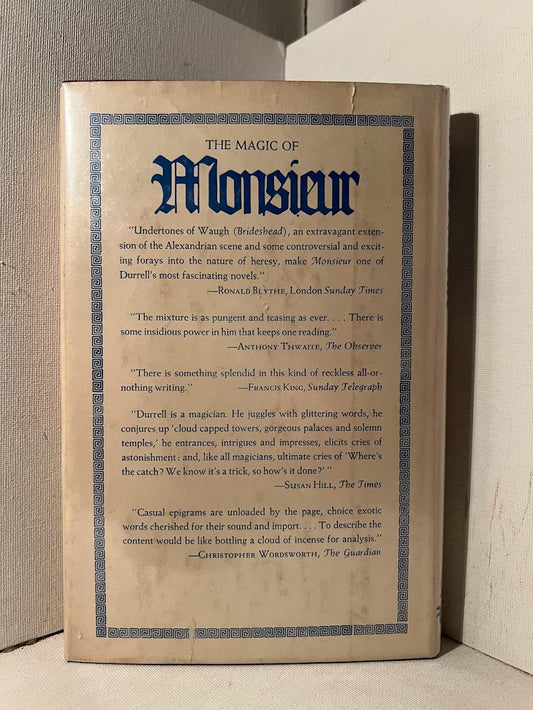 THE MAGIC OF
Monsieur
"Undertones of Waugh (Brideshead), an extravagant exten-
sion of the Alexandrian scene and some controversial and excit-
ing forays into the nature of heresy, make Monsieur one of
Durrell's most fascinating novels."
—RONALD BLYTHE, London Sunday Times
"The mixture is as pungent and teasing as ever. . . . There is
some insidious power in him that keeps one reading."
—ANTHONY THWAITE, The Observer
"There is something splendid in this kind of reckless all-or-
nothing writing." —FRANCIS KING, Sunday Telegraph
"Durrell is a magician. He juggles with glittering words, he
conjures up 'cloud capped towers, gorgeous palaces and solemn
temples,' he entrances, intrigues and impresses, elicits cries of
astonishment: and, like all magicians, ultimate cries of 'Where's
the catch? We know it's a trick, so how's it done?' "
—SUSAN HILL, The Times
"Casual epigrams are unloaded by the page, choice exotic
words cherished for their sound and import. . . . To describe the
content would be like bottling a cloud of incense for analysis."
—CHRISTOPHER WORDSWORTH, The Guardian